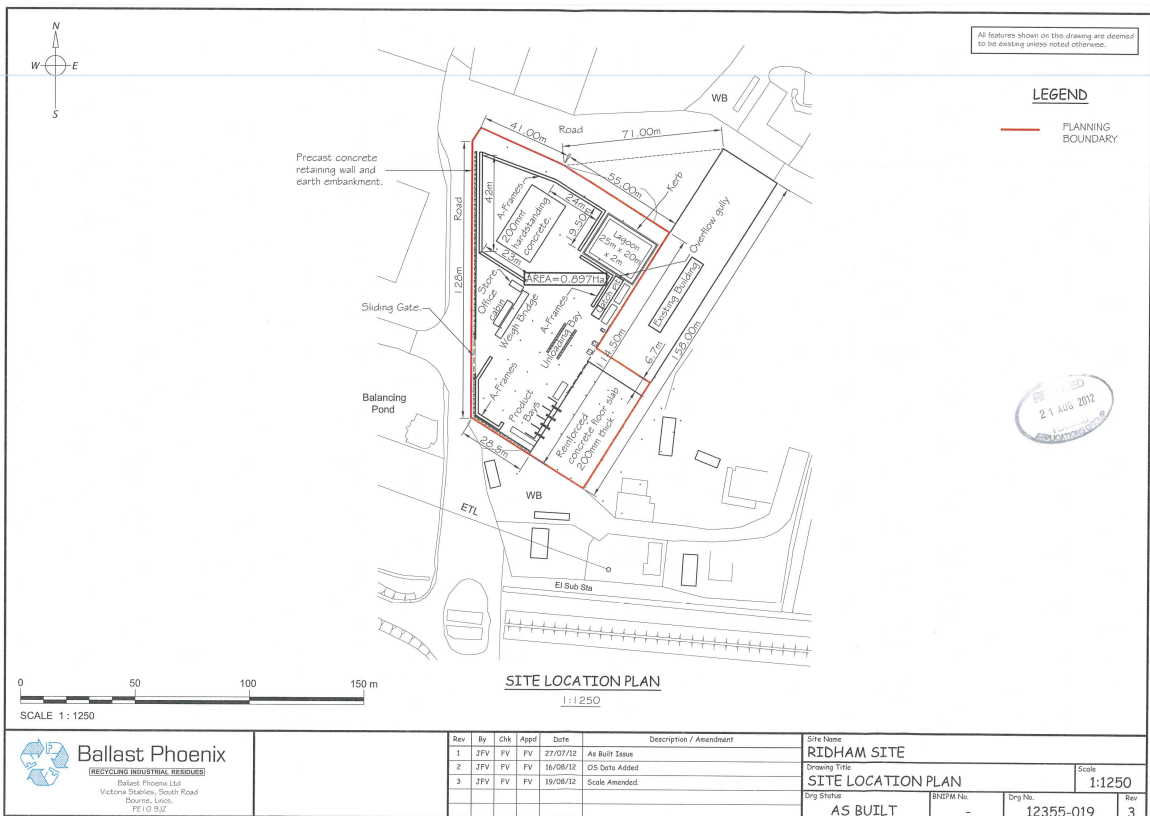 N
W
E
S
All features shown on this drawing are deemed
to be existing unless noted otherwise.
LEGEND
PLANNING
BOUNDARY
WB
Road
41.00m
71.00m
Precast concrete
retaining wall and
earth embankment.
55.00m
Kerb
Road
42m
A-Frames
200mm
hardstanding
concrete.
24m
9.50m
Lagoon
25m x 20m
x 2m
Overflow gully
23m
AREA=0.897Ha
128m
Store
Office
cabin
Weigh Bridge
A-Frames
Unloading Bay
Existing Building
Sliding Gate.
114.50m
6.7m
158.00m
A-Frames
Product
Bays
Reinforced
concrete floor slab
200mm thick
Balancing
Pond
28.5m
21 AUG 2012
APPLICATIONS GROUP
WB
ETL
El Sub Sta
SITE LOCATION PLAN
1:1250
0 50 100 150 m
SCALE 1 : 1250
Ballast Phoenix
RECYCLING INDUSTRIAL RESIDUES
Ballast Phoenix Ltd
Victoria Stables, South Road
Bourne, Lincs.
PE10 9JZ
Rev By Chk Appd Date Description / Amendment
1 JFV FV FV 27/07/12 As Built Issue
2 JFV FV FV 16/08/12 OS Data Added
3 JFV FV FV 19/08/12 Scale Amended.
Site Name
RIDHAM SITE
Drawing Title
SITE LOCATION PLAN
Scale
1:1250
Drg Status
AS BUILT
BNIPM No.
-
Drg No.
12355-019
Rev
3